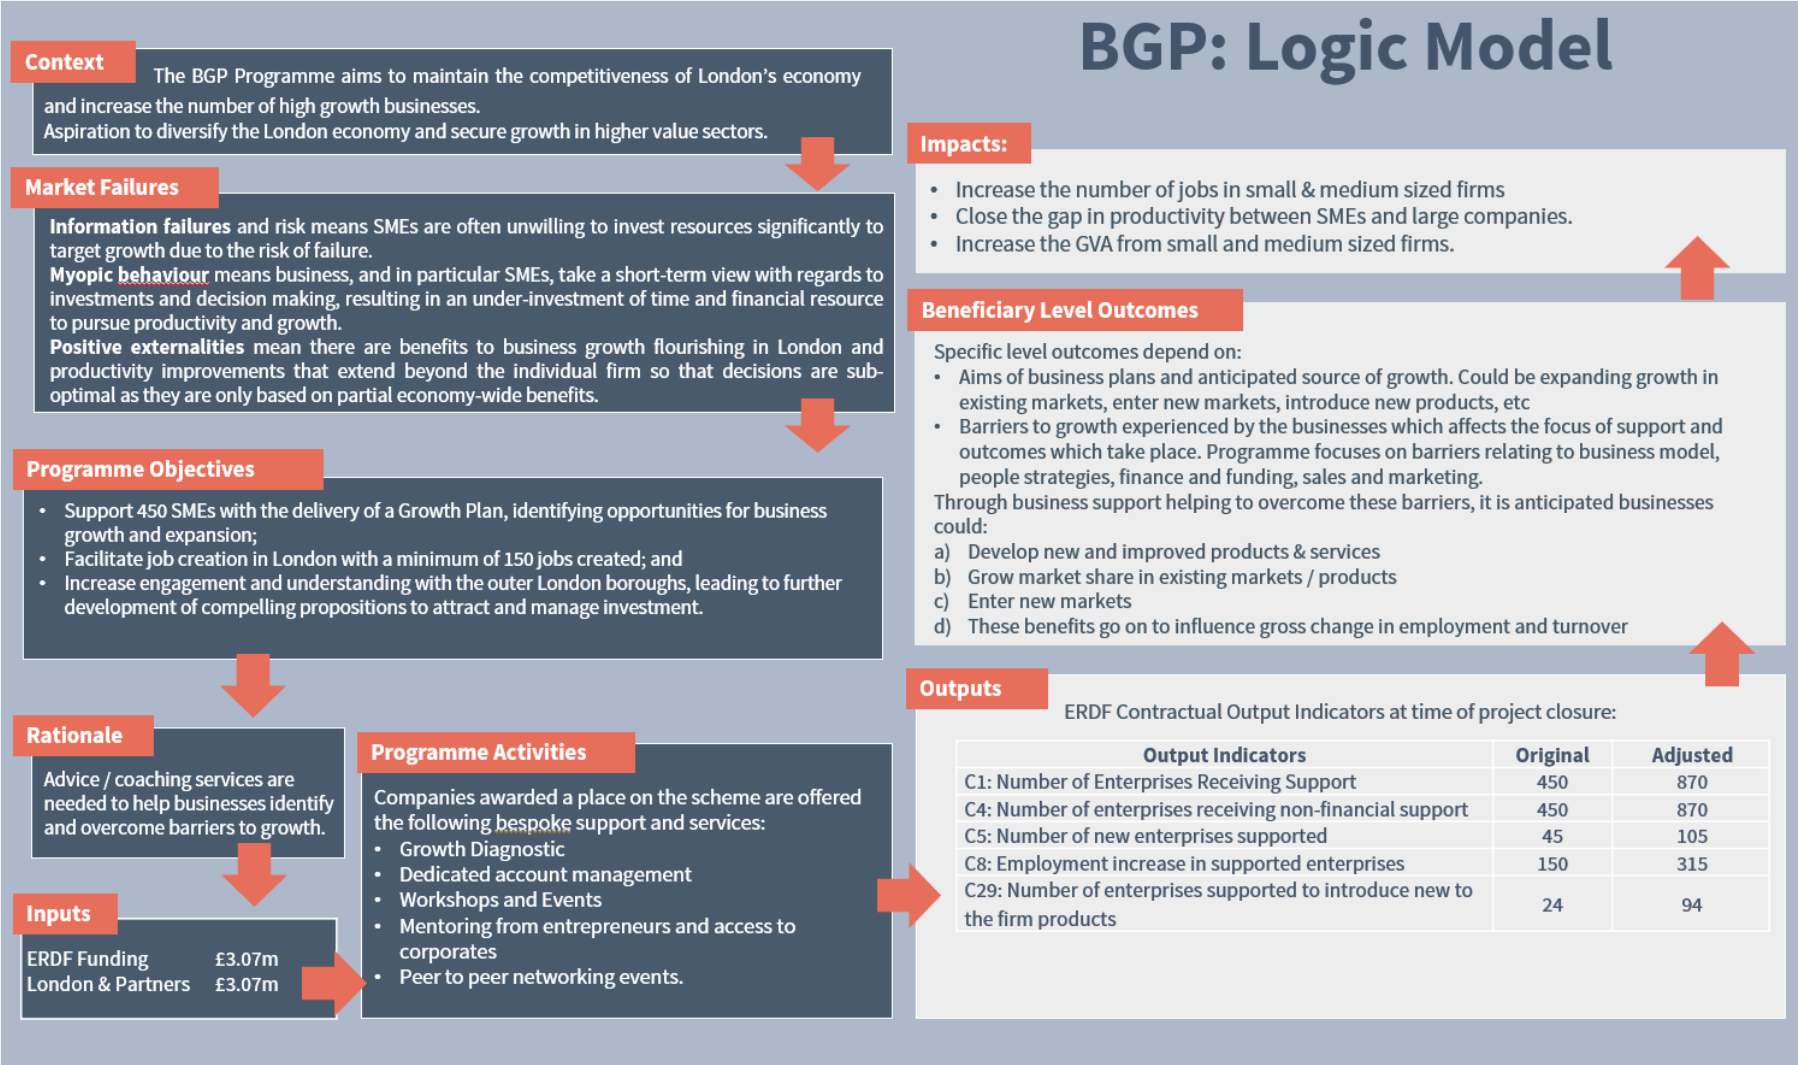 BGP: Logic Model
Context
The BGP Programme aims to maintain the competitiveness of London's economy
and increase the number of high growth businesses.
Aspiration to diversify the London economy and secure growth in higher value sectors.
Market Failures
Information failures and risk means SMEs are often unwilling to invest resources significantly to
target growth due to the risk of failure.
Myopic behaviour means business, and in particular SMEs, take a short-term view with regards to
investments and decision making, resulting in an under-investment of time and financial resource
to pursue productivity and growth.
Positive externalities mean there are benefits to business growth flourishing in London and
productivity improvements that extend beyond the individual firm so that decisions are sub-
optimal as they are only based on partial economy-wide benefits.
Programme Objectives
• Support 450 SMEs with the delivery of a Growth Plan, identifying opportunities for business
growth and expansion;
• Facilitate job creation in London with a minimum of 150 jobs created; and
• Increase engagement and understanding with the outer London boroughs, leading to further
development of compelling propositions to attract and manage investment.
Rationale
Advice / coaching services are
needed to help businesses identify
and overcome barriers to growth.
Inputs
ERDF Funding £3.07m
London & Partners £3.07m
Programme Activities
Companies awarded a place on the scheme are offered
the following bespoke support and services:
• Growth Diagnostic
• Dedicated account management
• Workshops and Events
• Mentoring from entrepreneurs and access to
corporates
• Peer to peer networking events.
Outputs
ERDF Contractual Output Indicators at time of project closure:
Output Indicators Original Adjusted
C1: Number of Enterprises Receiving Support 450 870
C4: Number of enterprises receiving non-financial support 450 870
C5: Number of new enterprises supported 45 105
C8: Employment increase in supported enterprises 150 315
C29: Number of enterprises supported to introduce new to
the firm products 24 94
Beneficiary Level Outcomes
Specific level outcomes depend on:
• Aims of business plans and anticipated source of growth. Could be expanding growth in
existing markets, enter new markets, introduce new products, etc
• Barriers to growth experienced by the businesses which affects the focus of support and
outcomes which take place. Programme focuses on barriers relating to business model,
people strategies, finance and funding, sales and marketing.
Through business support helping to overcome these barriers, it is anticipated businesses
could:
a) Develop new and improved products & services
b) Grow market share in existing markets / products
c) Enter new markets
d) These benefits go on to influence gross change in employment and turnover
Impacts:
• Increase the number of jobs in small & medium sized firms
• Close the gap in productivity between SMEs and large companies.
• Increase the GVA from small and medium sized firms.